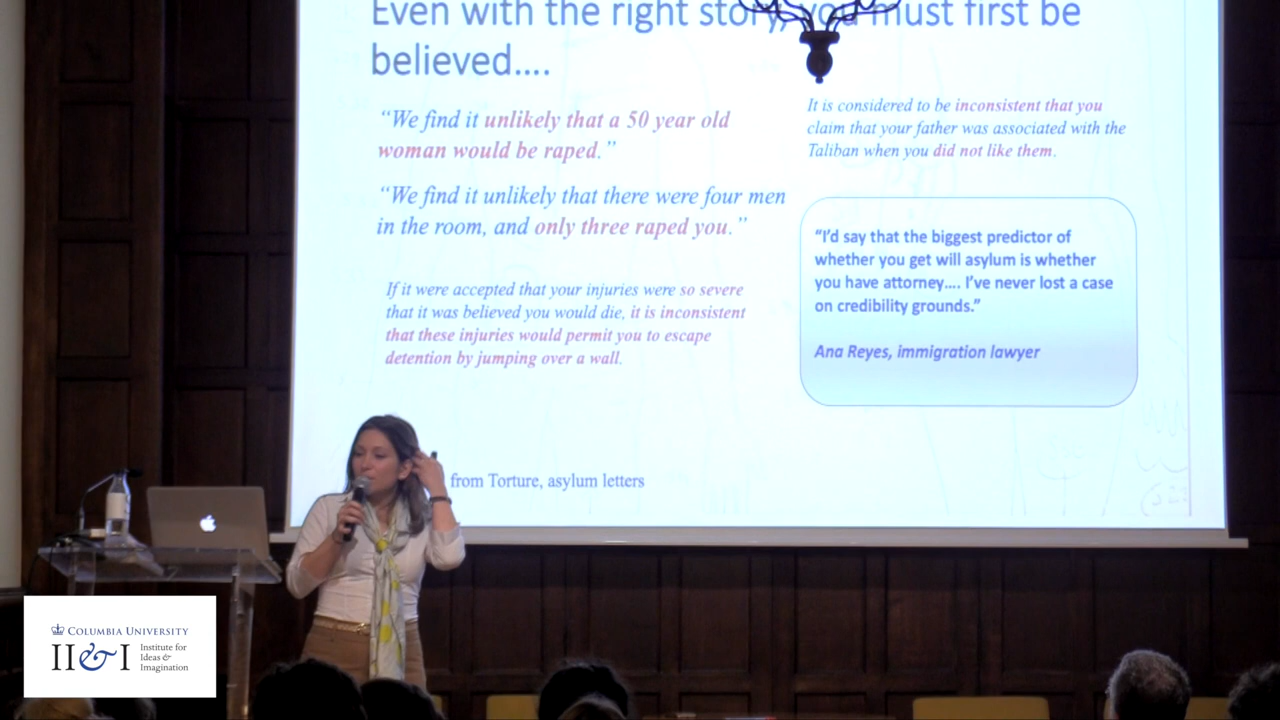 Even with the right story, you must first be
believed....
“We find it unlikely that a 50 year old
woman would be raped.”
“We find it unlikely that there were four men
in the room, and only three raped you.”
If it were accepted that your injuries were so severe
that it was believed you would die, it is inconsistent
that these injuries would permit you to escape
detention by jumping over a wall.
from Torture, asylum letters
It is considered to be inconsistent that you
claim that your father was associated with the
Taliban when you did not like them.
“I’d say that the biggest predictor of
whether you get will asylum is whether
you have attorney.... I’ve never lost a case
on credibility grounds.”
Ana Reyes, immigration lawyer
COLUMBIA UNIVERSITY
II&I
Institute for
Ideas &
Imagination